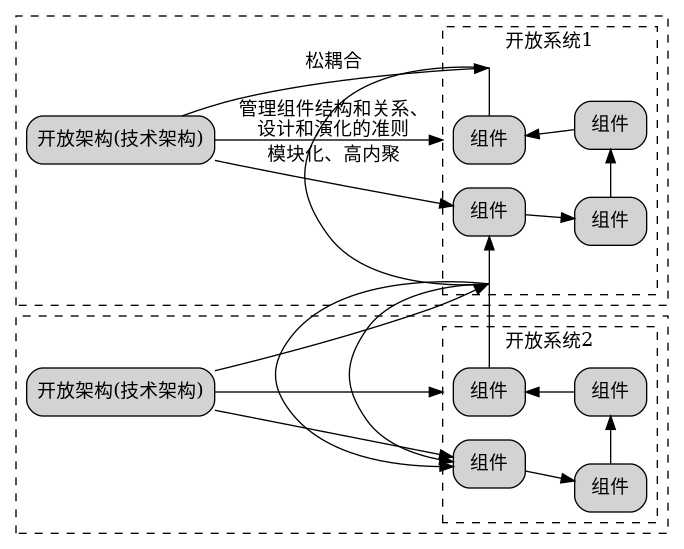 开放系统1
松耦合
管理组件结构和关系、
设计和演化的准则
模块化、高内聚
开放架构(技术架构)
组件
组件
组件
组件
开放系统2
开放架构(技术架构)
组件
组件
组件
组件